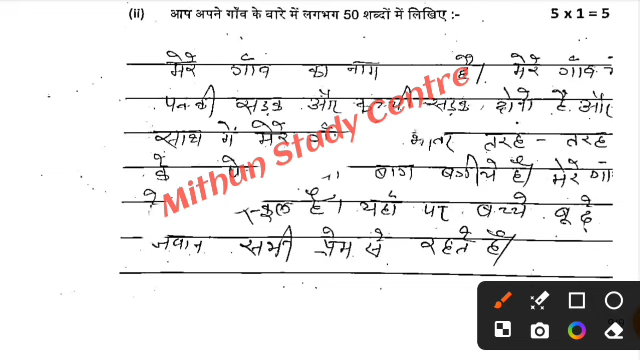 (ii) आप अपने गाँव के बारे में लगभग 50 शब्दों में लिखिए :- 5 x 1 = 5
मेरे गाँव का नाम है। मेरे गाँव में
पक्की सड़क और कच्ची सड़क दोनो है और
साथ में मेरे तरह - तरह
के बाग बगीचे है। मेरे
है। यहाँ पर बच्चे बूढ़े
जवान सभी प्रेम से रहते है।
Mithun Study Centre